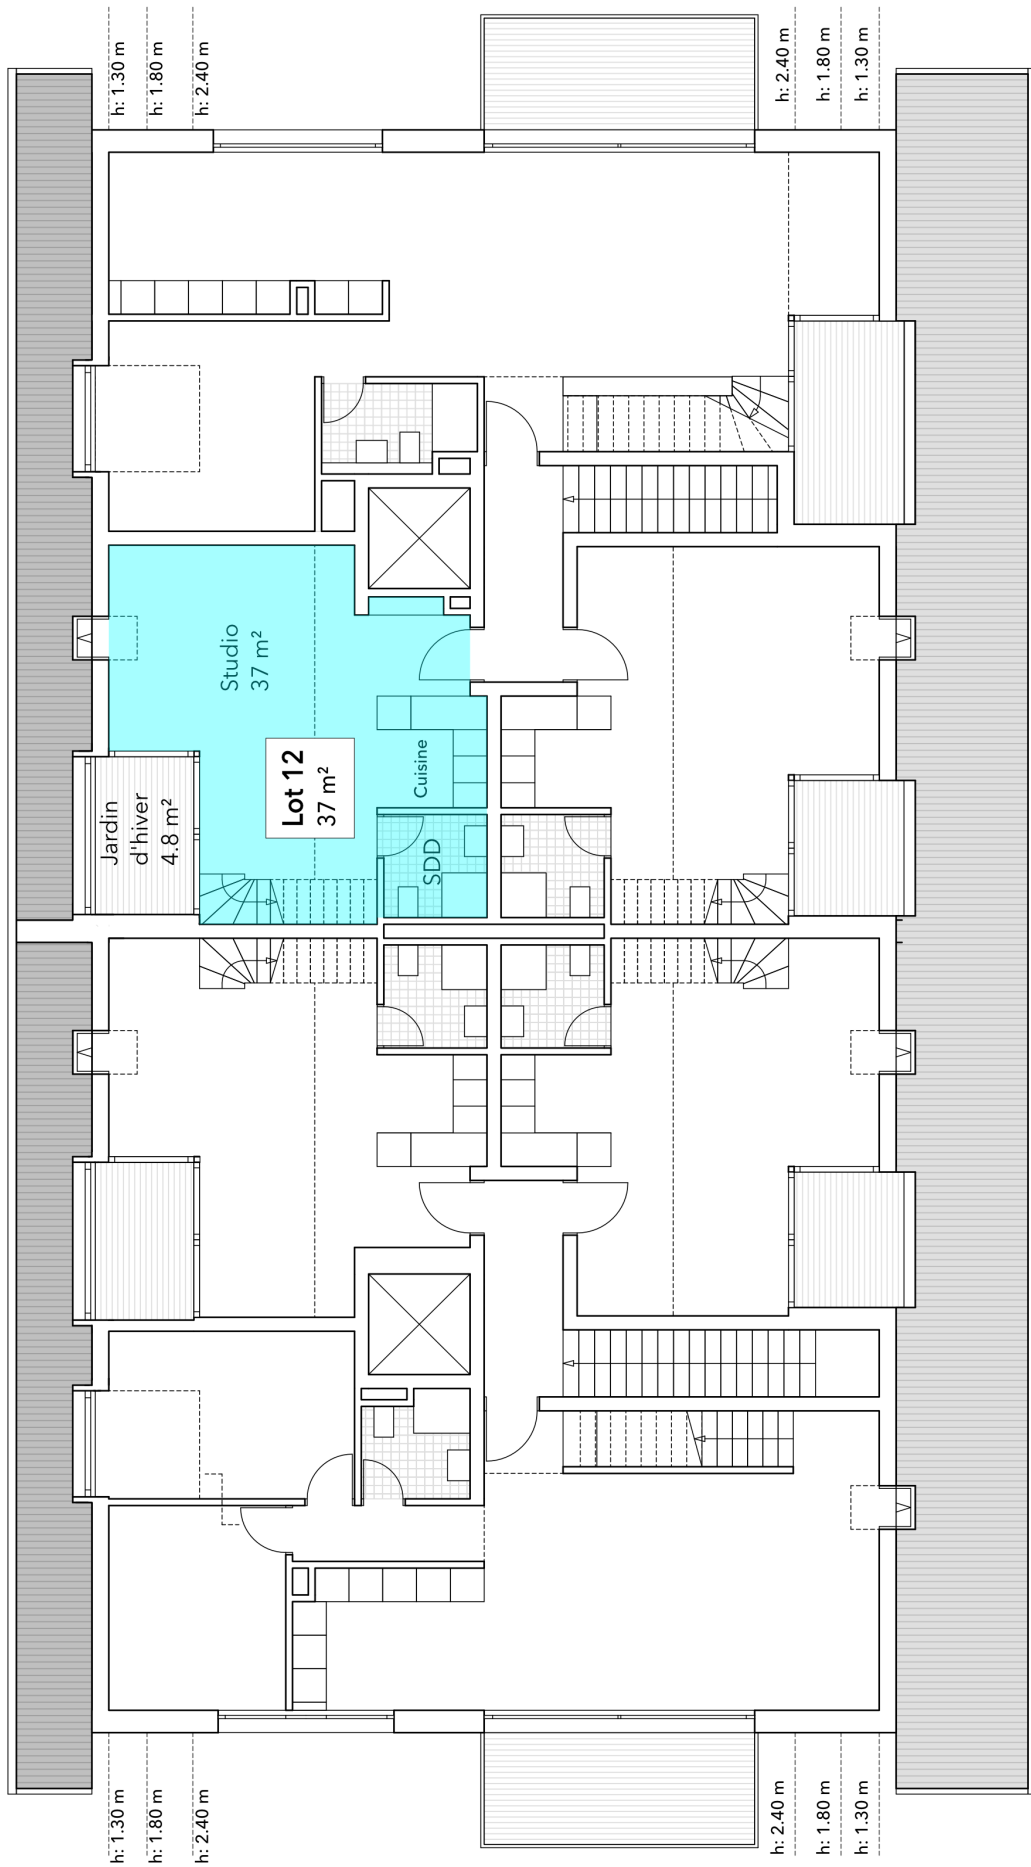 h: 1.30 m
h: 1.80 m
h: 2.40 m
h: 2.40 m
h: 1.80 m
h: 1.30 m
Studio
37 m²
Lot 12
37 m²
Cuisine
SDD
Jardin
d'hiver
4.8 m²
h: 1.30 m
h: 1.80 m
h: 2.40 m
h: 2.40 m
h: 1.80 m
h: 1.30 m